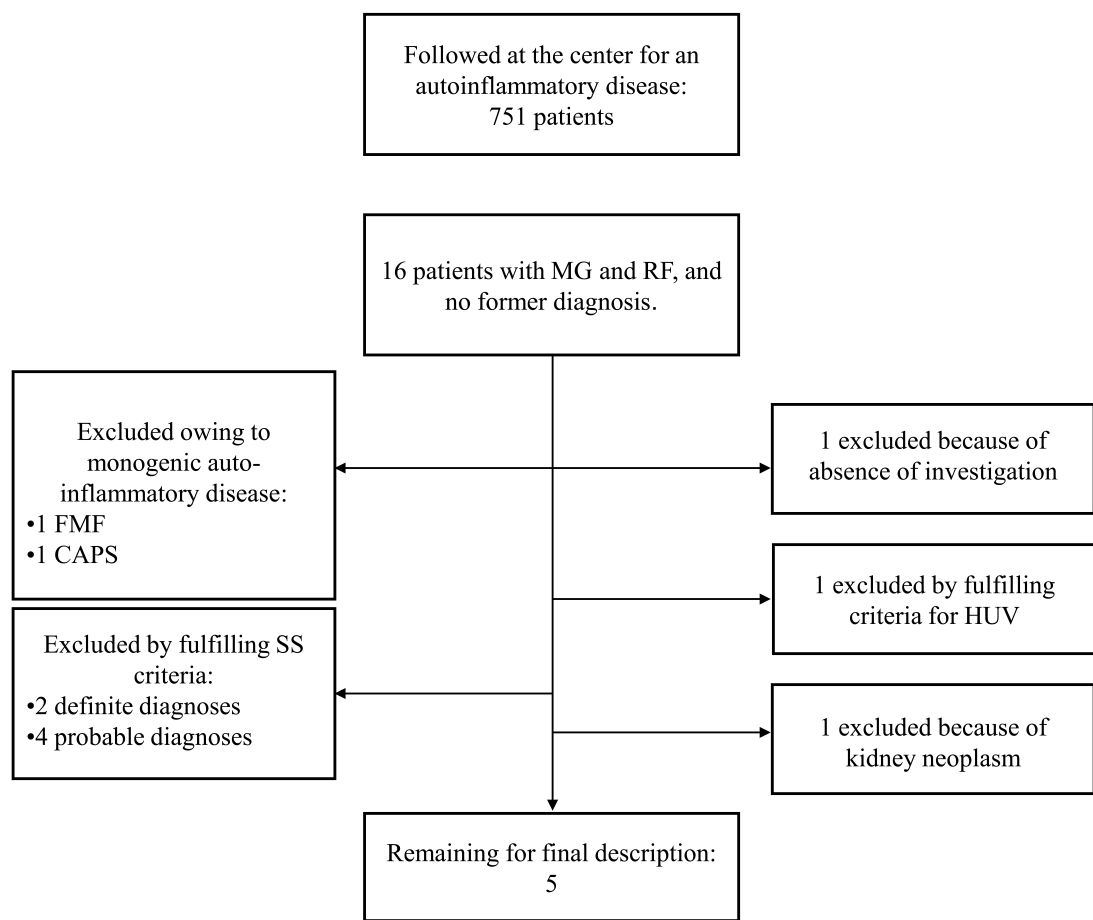 Followed at the center for an
autoinflammatory disease:
751 patients
16 patients with MG and RF, and
no former diagnosis.
Excluded owing to
monogenic auto-
inflammatory disease:
•1 FMF
•1 CAPS
1 excluded because of
absence of investigation
1 excluded by fulfilling
criteria for HUV
Excluded by fulfilling SS
criteria:
•2 definite diagnoses
•4 probable diagnoses
1 excluded because of
kidney neoplasm
Remaining for final description:
5